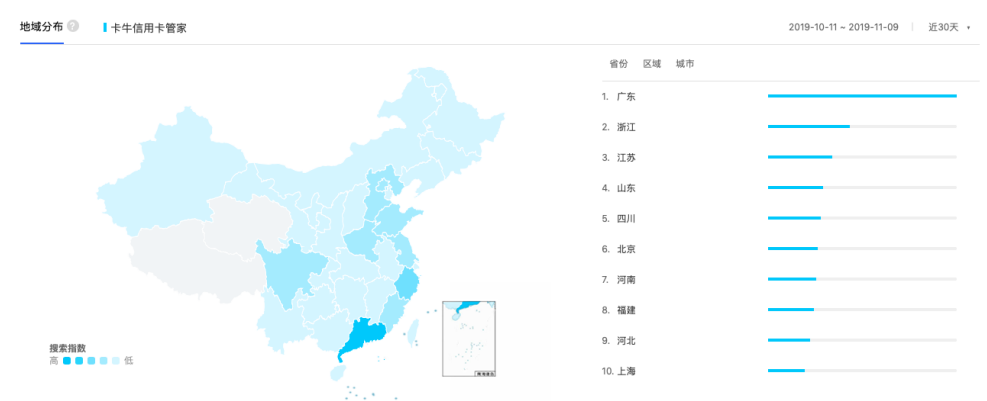 地域分布 ? 卡牛信用卡管家 2019-10-11 ~ 2019-11-09 近30天
省份 区域 城市
1. 广东
2. 浙江
3. 江苏
4. 山东
5. 四川
6. 北京
7. 河南
8. 福建
9. 河北
10. 上海
搜索指数
高 低